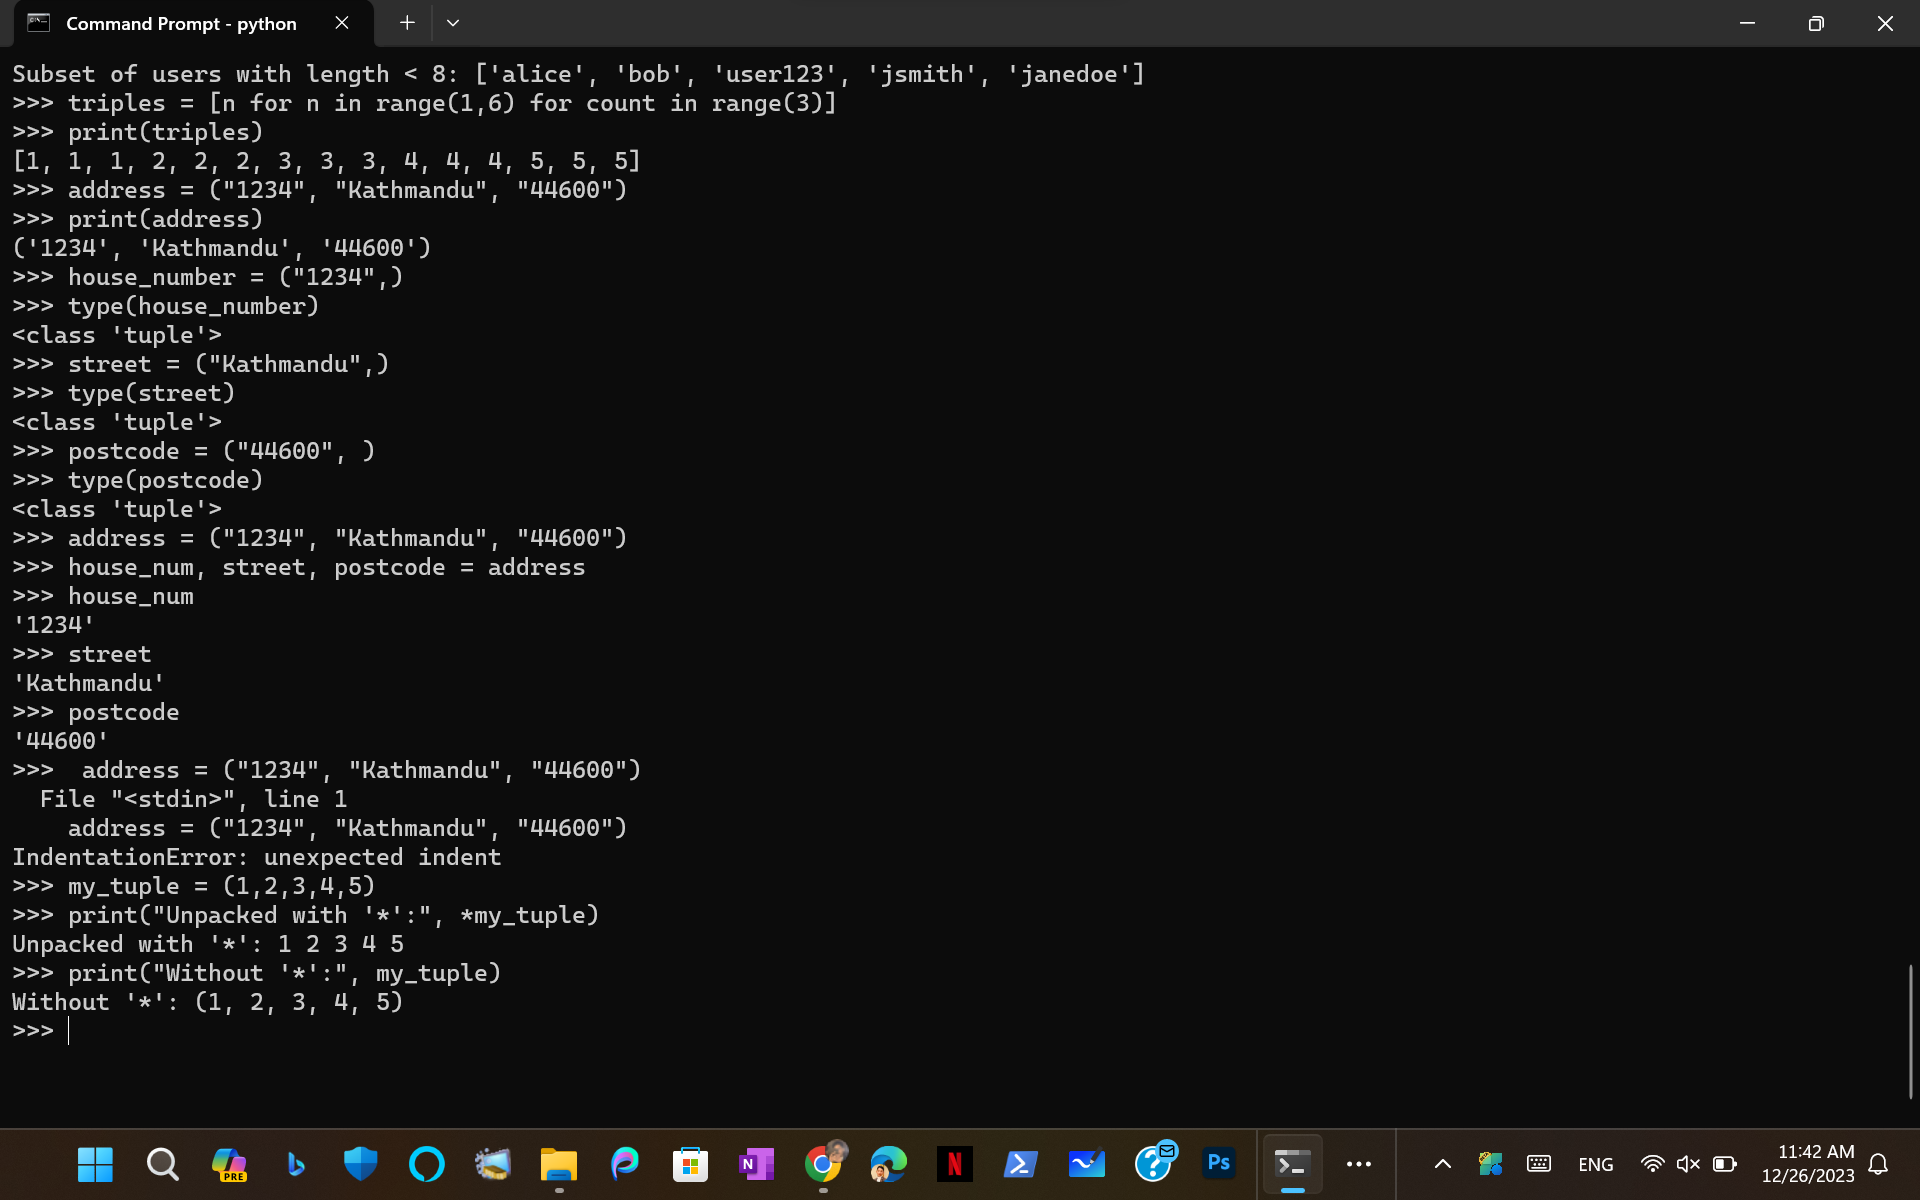 Command Prompt - python
Subset of users with length < 8: ['alice', 'bob', 'user123', 'jsmith', 'janedoe']
>>> triples = [n for n in range(1,6) for count in range(3)]
>>> print(triples)
[1, 1, 1, 2, 2, 2, 3, 3, 3, 4, 4, 4, 5, 5, 5]
>>> address = ("1234", "Kathmandu", "44600")
>>> print(address)
('1234', 'Kathmandu', '44600')
>>> house_number = ("1234",)
>>> type(house_number)
<class 'tuple'>
>>> street = ("Kathmandu",)
>>> type(street)
<class 'tuple'>
>>> postcode = ("44600", )
>>> type(postcode)
<class 'tuple'>
>>> address = ("1234", "Kathmandu", "44600")
>>> house_num, street, postcode = address
>>> house_num
'1234'
>>> street
'Kathmandu'
>>> postcode
'44600'
>>>  address = ("1234", "Kathmandu", "44600")
  File "<stdin>", line 1
    address = ("1234", "Kathmandu", "44600")
IndentationError: unexpected indent
>>> my_tuple = (1,2,3,4,5)
>>> print("Unpacked with '*':", *my_tuple)
Unpacked with '*': 1 2 3 4 5
>>> print("Without '*':", my_tuple)
Without '*': (1, 2, 3, 4, 5)
>>>
PRE
N
N
Ps
ENG
11:42 AM
12/26/2023